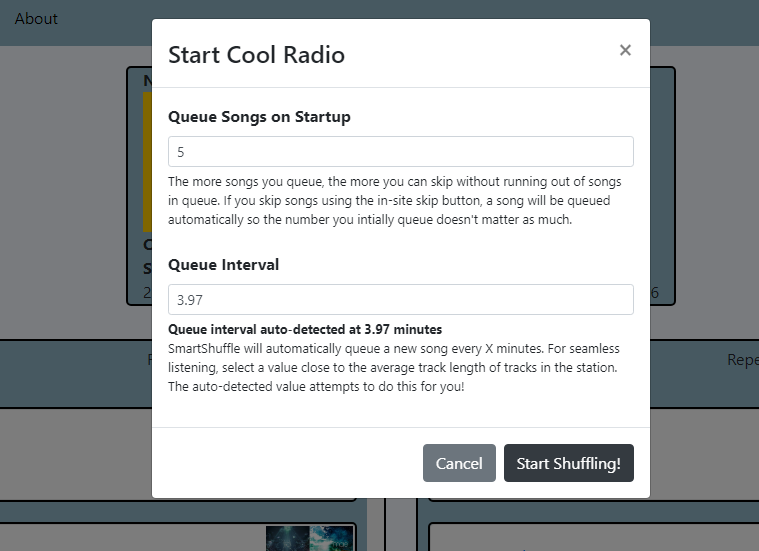 About
Start Cool Radio
×
Queue Songs on Startup
5
The more songs you queue, the more you can skip without running out of songs
in queue. If you skip songs using the in-site skip button, a song will be queued
automatically so the number you intially queue doesn't matter as much.
Queue Interval
3.97
Queue interval auto-detected at 3.97 minutes
SmartShuffle will automatically queue a new song every X minutes. For seamless
listening, select a value close to the average track length of tracks in the station.
The auto-detected value attempts to do this for you!
Cancel
Start Shuffling!